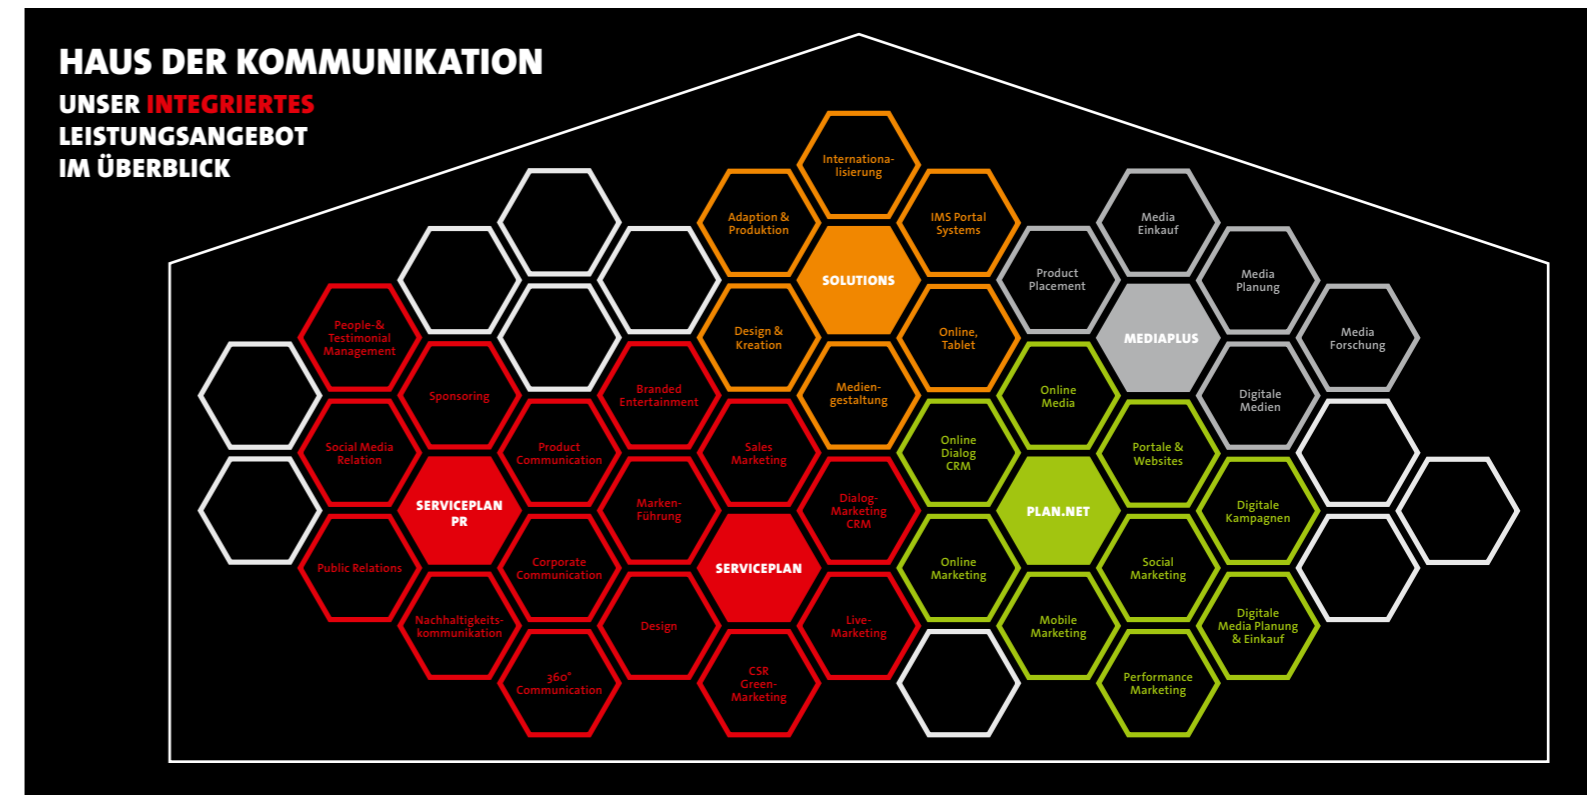 HAUS DER KOMMUNIKATION
UNSER INTEGRIERTES
LEISTUNGSANGEBOT
IM ÜBERBLICK
Internationa-
lisierung
Adaption &
Produktion
IMS Portal
Systems
SOLUTIONS
Design &
Kreation
Online,
Tablet
Medien-
gestaltung
Media
Einkauf
Product
Placement
Media
Planung
MEDIAPLUS
Media
Forschung
Digitale
Medien
People-&
Testimonial
Management
Sponsoring
Social Media
Relation
Product
Communication
SERVICEPLAN
PR
Public Relations
Corporate
Communication
Nachhaltigkeits-
kommunikation
360°
Communication
Branded
Entertainment
Sales
Marketing
Marken-
Führung
Dialog-
Marketing
CRM
SERVICEPLAN
Design
Live-
Marketing
CSR
Green-
Marketing
Online
Media
Online
Dialog
CRM
Portale &
Websites
PLAN.NET
Digitale
Kampagnen
Online
Marketing
Social
Marketing
Mobile
Marketing
Digitale
Media Planung
& Einkauf
Performance
Marketing